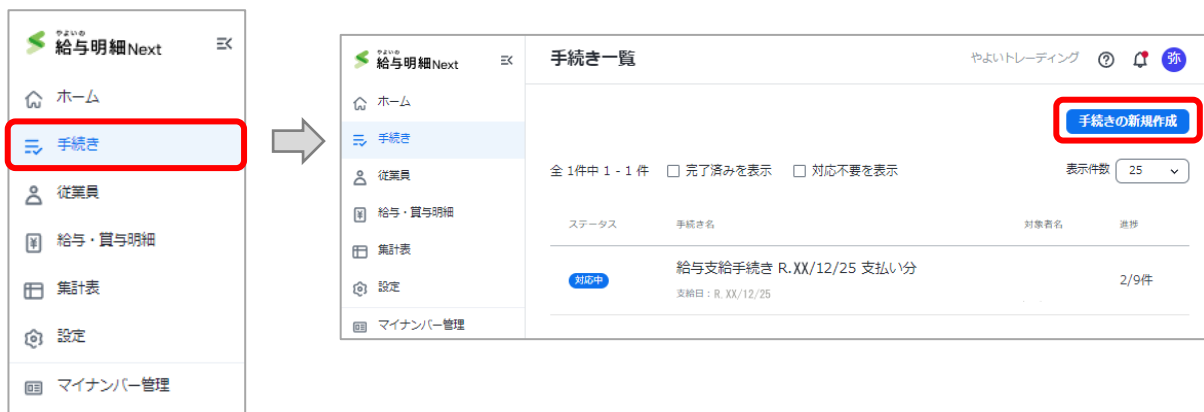 やよいの
給与明細Next
ホーム
手続き
従業員
給与・賞与明細
集計表
設定
マイナンバー管理
やよいの
給与明細Next
ホーム
手続き
従業員
給与・賞与明細
集計表
設定
マイナンバー管理
手続き一覧
やよいトレーディング
弥
手続きの新規作成
全 1件中 1 - 1 件 完了済みを表示 対応不要を表示 表示件数 25
ステータス 手続き名 対象者名 進捗
対応中 給与支給手続き R.XX/12/25 支払い分 2/9件
支給日：R.XX/12/25